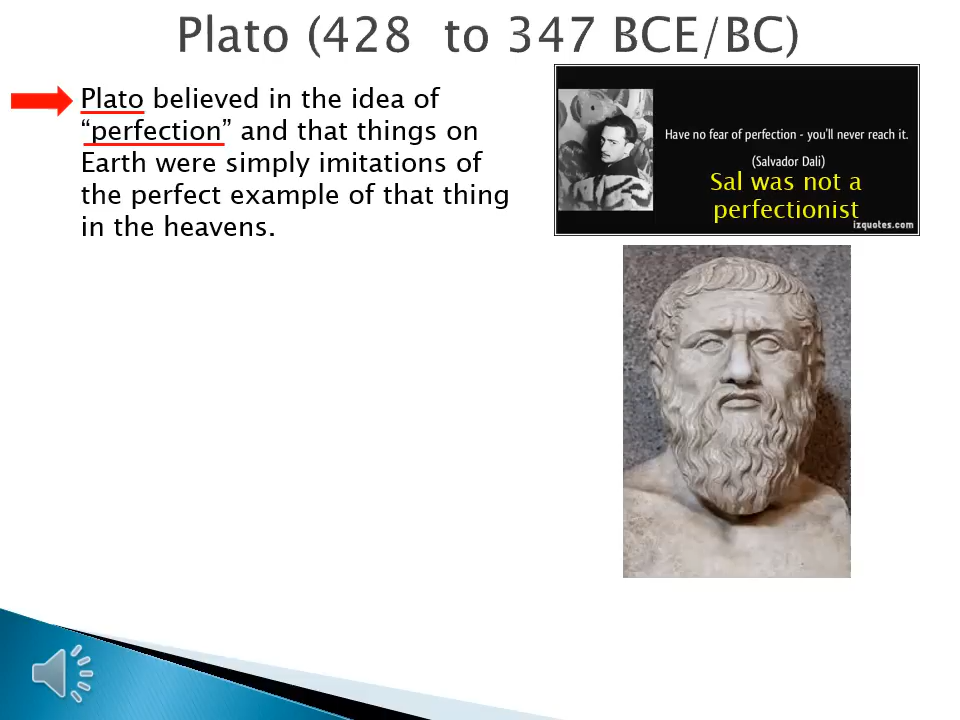 Plato (428 to 347 BCE/BC)
Plato believed in the idea of
“perfection” and that things on
Earth were simply imitations of
the perfect example of that thing
in the heavens.
Have no fear of perfection - you'll never reach it.
(Salvador Dali)
Sal was not a
perfectionist
izquotes.com